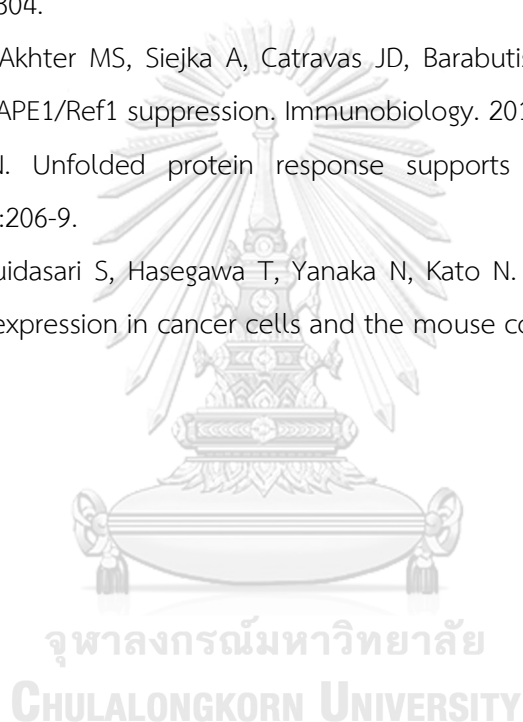 304.
Akhter MS, Siejka A, Catravas JD, Barabutis
APE1/Ref1 suppression. Immunobiology. 201
N. Unfolded protein response supports
:206-9.
uidasari S, Hasegawa T, Yanaka N, Kato N.
expression in cancer cells and the mouse co
จุฬาลงกรณ์มหาวิทยาลัย
CHULALONGKORN UNIVERSITY